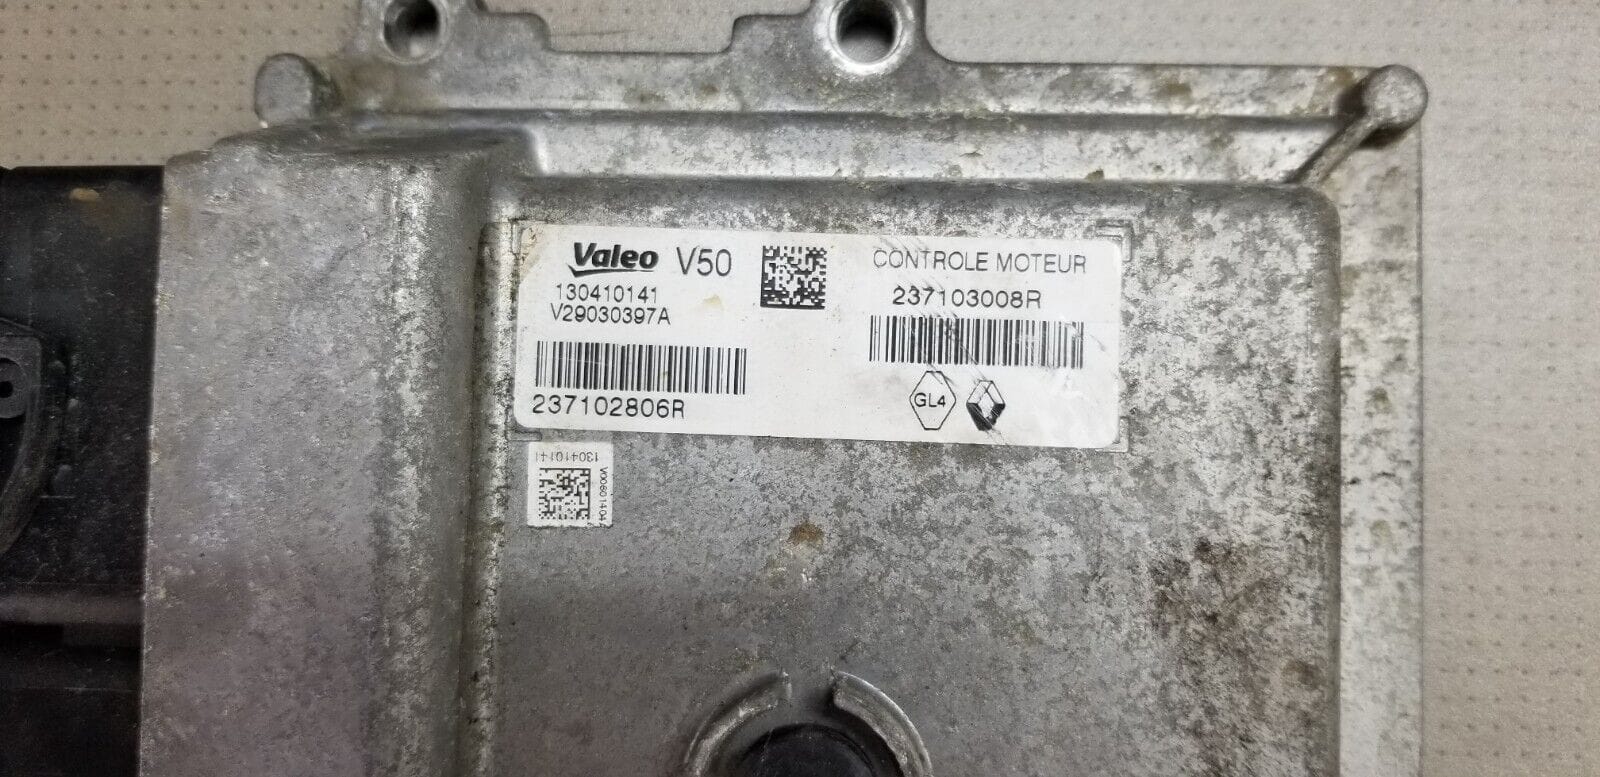 Valeo V50
130410141
V29030397A
237102806R
CONTROLE MOTEUR
237103008R
GL4
130410141